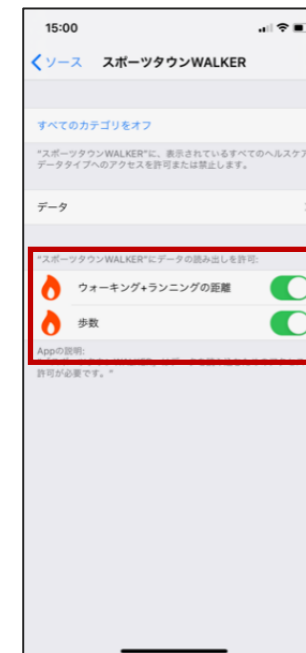 15:00
ソース スポーツタウンWALKER
すべてのカテゴリをオフ
"スポーツタウンWALKER"に、表示されているすべてのヘルスケア
データタイプへのアクセスを許可または禁止します。
データ
"スポーツタウンWALKER"にデータの読み出しを許可:
ウォーキング+ランニングの距離
歩数
Appの説明:
許可が必要です。"